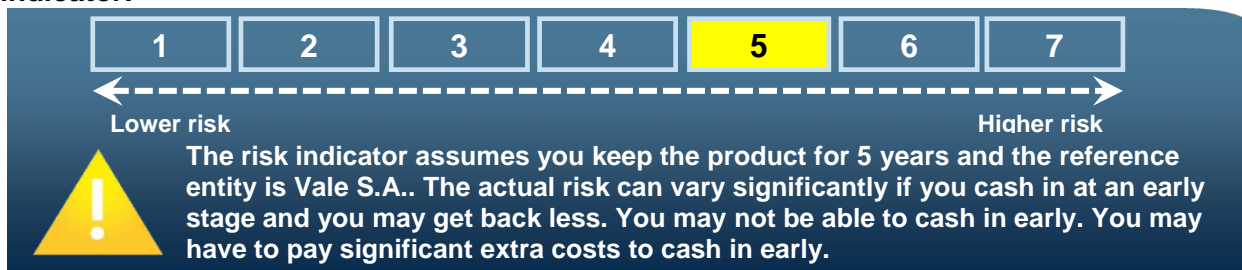 1 2 3 4 5 6 7
Lower risk Higher risk
The risk indicator assumes you keep the product for 5 years and the reference
entity is Vale S.A.. The actual risk can vary significantly if you cash in at an early
stage and you may get back less. You may not be able to cash in early. You may
have to pay significant extra costs to cash in early.